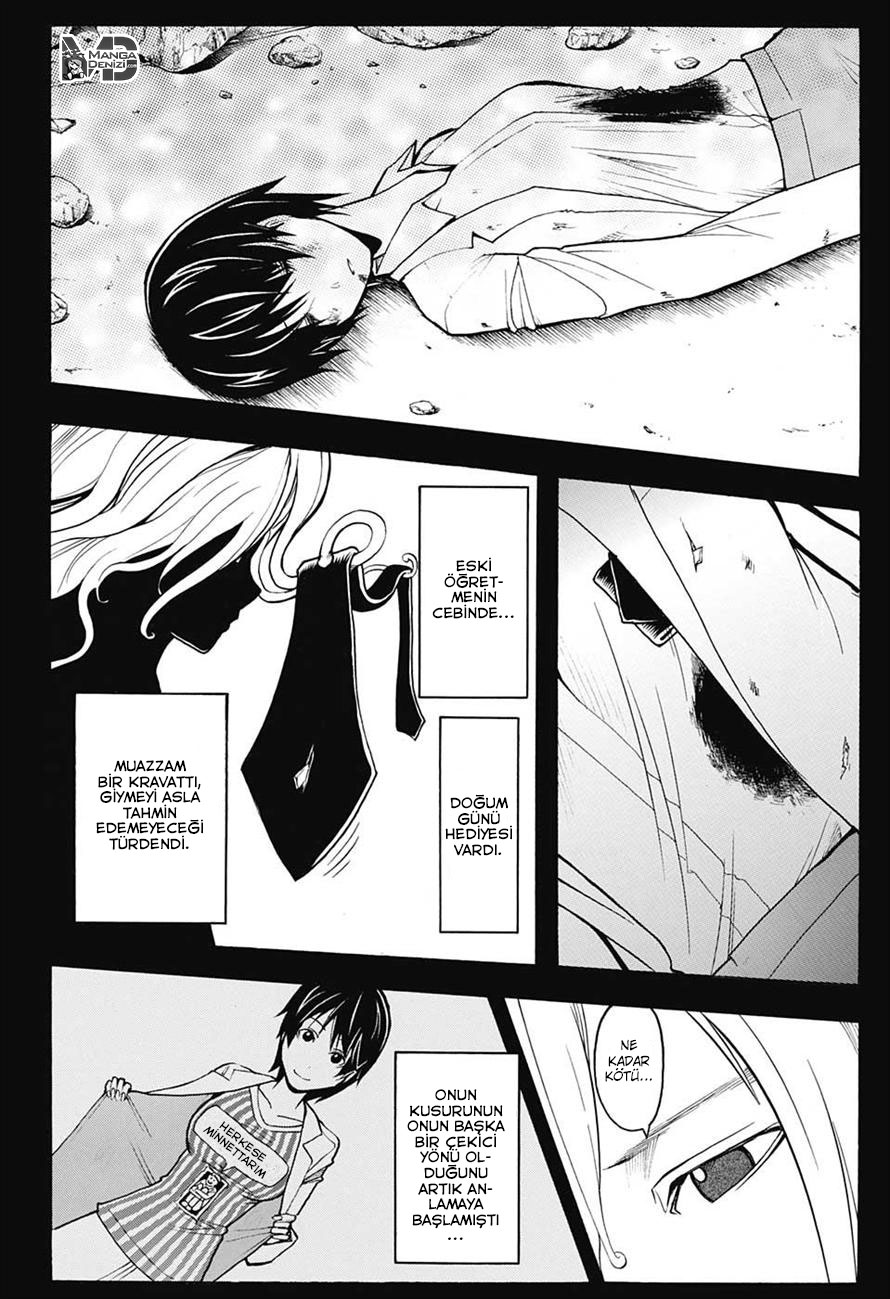 MD MANGA
DENİZİ.com
ESKİ
ÖĞRET-
MENİN
CEBİNDE...
DOĞUM
GÜNÜ
HEDİYESİ
VARDI.
MUAZZAM
BİR KRAVATTI,
GİYMEYİ ASLA
TAHMİN
EDEMEYECEĞİ
TÜRDENDİ.
NE
KADAR
KÖTÜ...
ONUN
KUSURUNUN
ONUN BAŞKA
BİR ÇEKİCİ
YÖNÜ OL-
DUĞUNU
ARTIK AN-
LAMAYA
BAŞLAMIŞTI
...
HERKESE
MİNNETTARIM